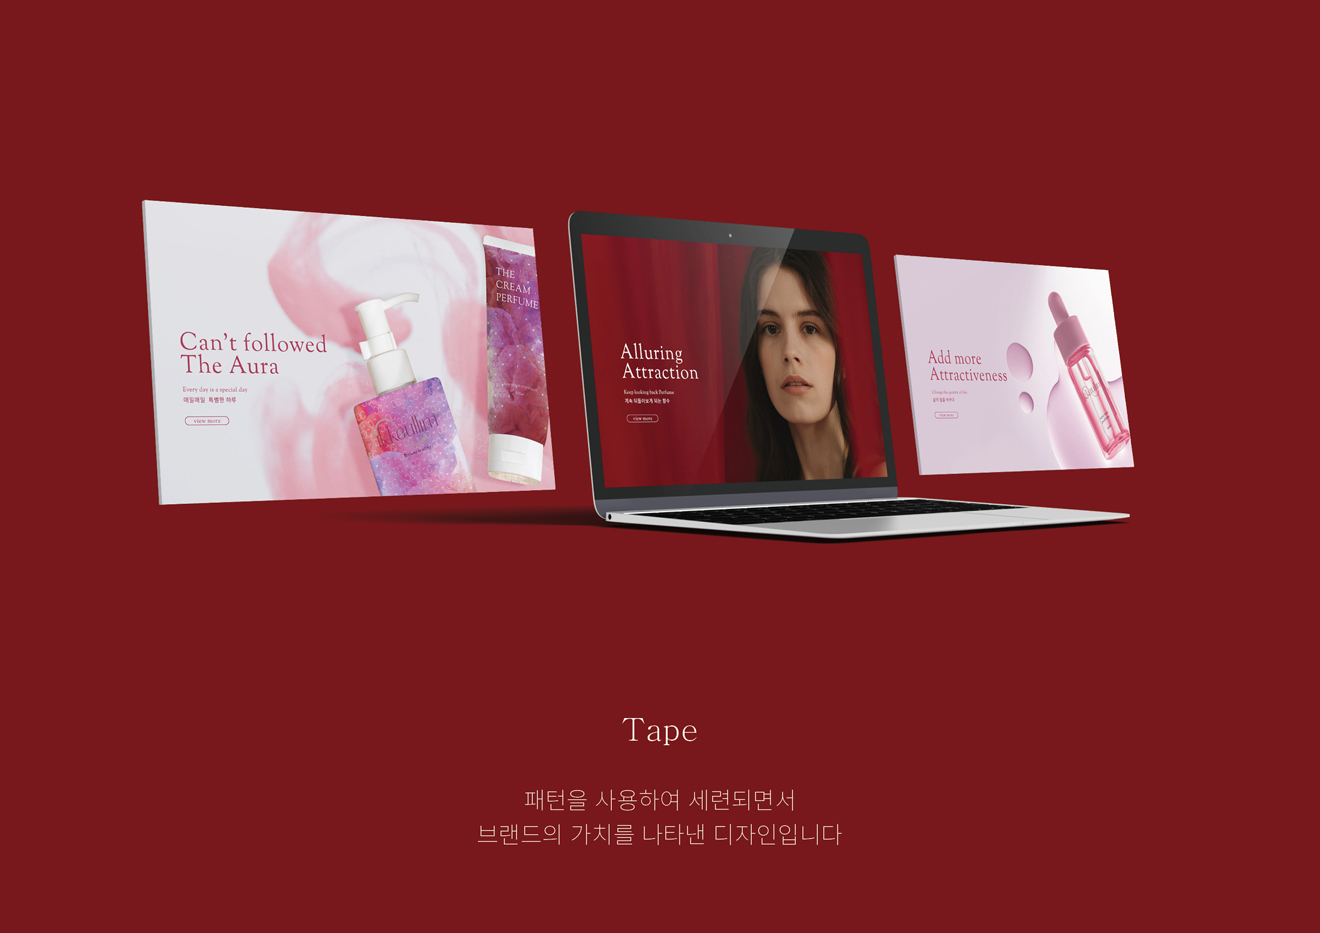 Can't followed
The Aura
Every day is a special day
매일매일 특별한 하루
view more
THE
CREAM
PERFUME
Alluring
Attraction
Keep looking back Perfume
계속 뒤돌아보게 되는 향수
view more
Add more
Attractiveness
view more
Tape
패턴을 사용하여 세련되면서
브랜드의 가치를 나타낸 디자인입니다